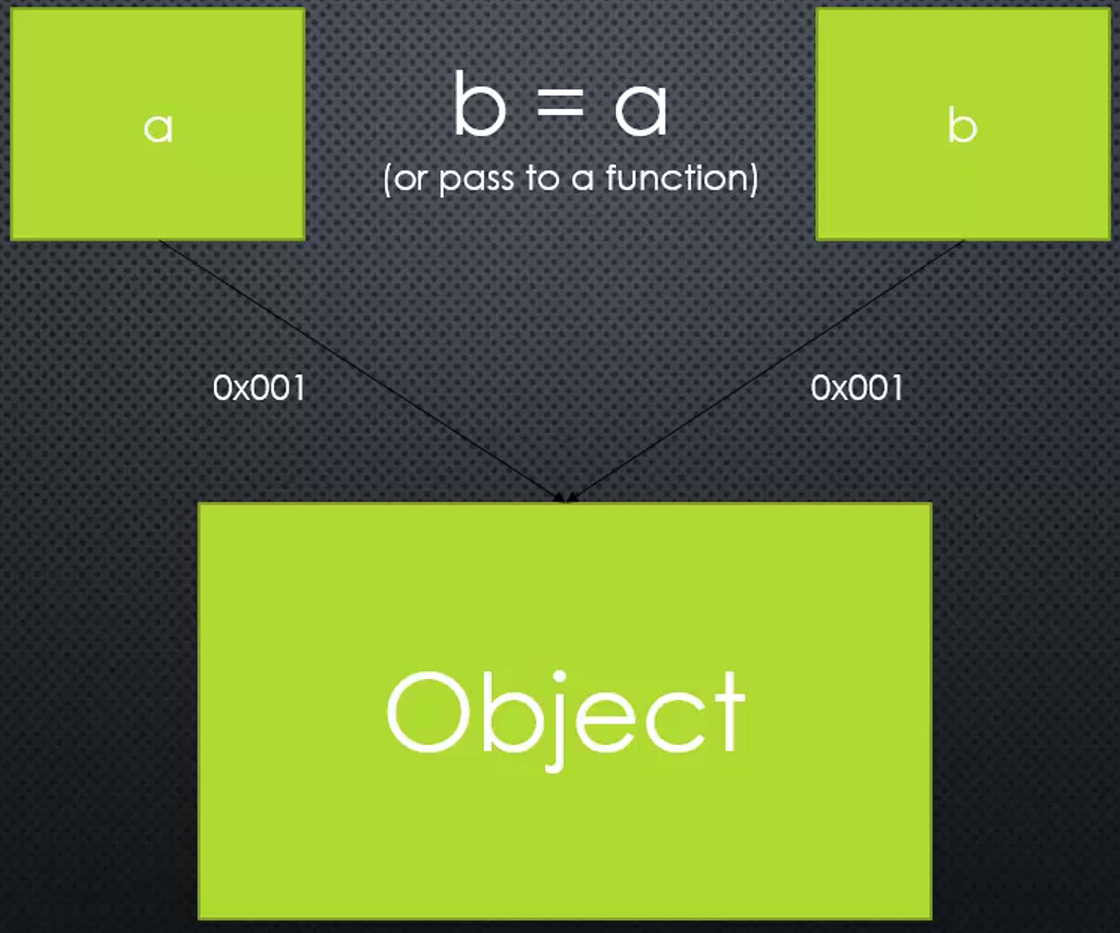 a
b = a
(or pass to a function)
b
0x001
0x001
Object